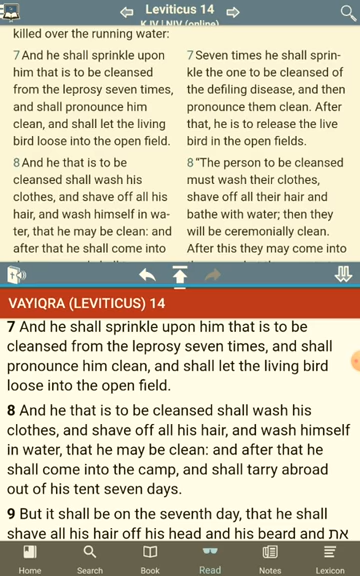 Leviticus 14
KJV | NIV (online)
killed over the running water:
7 And he shall sprinkle upon
him that is to be cleansed
from the leprosy seven times,
and shall pronounce him
clean, and shall let the living
bird loose into the open field.
8 And he that is to be
cleansed shall wash his
clothes, and shave off all his
hair, and wash himself in wa-
ter, that he may be clean: and
after that he shall come into
7 Seven times he shall sprin-
kle the one to be cleansed of
the defiling disease, and then
pronounce them clean. After
that, he is to release the live
bird in the open fields.
8 “The person to be cleansed
must wash their clothes,
shave off all their hair and
bathe with water; then they
will be ceremonially clean.
After this they may come into
VAYIQRA (LEVITICUS) 14
7 And he shall sprinkle upon him that is to be
cleansed from the leprosy seven times, and shall
pronounce him clean, and shall let the living bird
loose into the open field.
8 And he that is to be cleansed shall wash his
clothes, and shave off all his hair, and wash himself
in water, that he may be clean: and after that he
shall come into the camp, and shall tarry abroad
out of his tent seven days.
9 But it shall be on the seventh day, that he shall
shave all his hair off his head and his beard and את
Home
Search
Book
Read
Notes
Lexicon